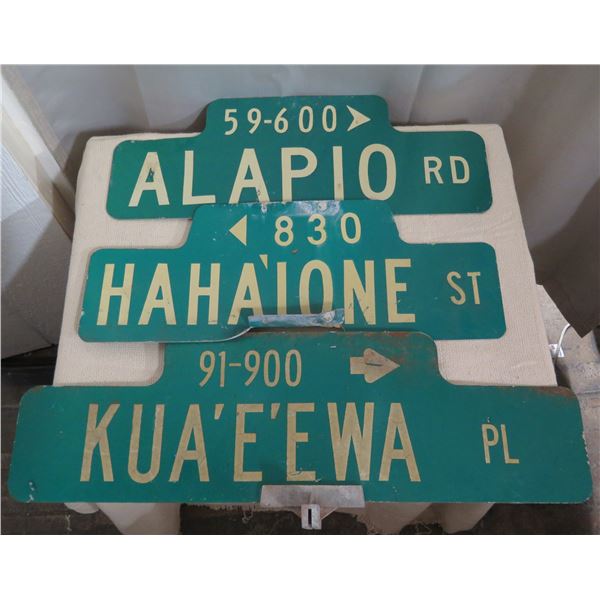 59-600 ➤
ALAPIO RD
◄ 830
HAHA'IONE ST
91-900 ➔
KUA'E'EWA PL